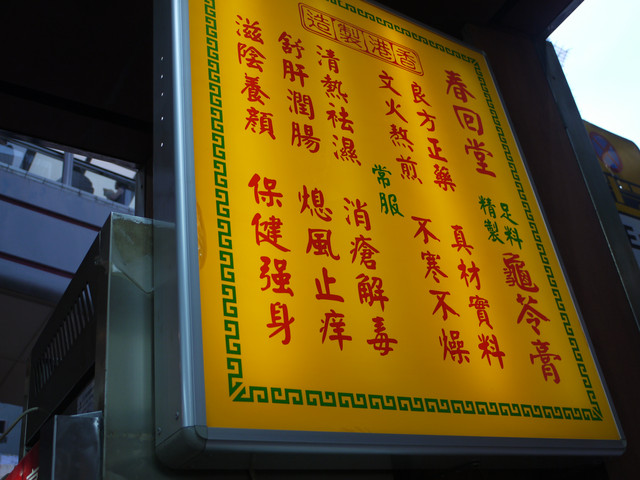 香港製造
春回堂
足料
精製
龜苓膏
良方正藥
真材實料
文火熬煎
不寒不燥
常服
清熱祛濕
消瘡解毒
舒肝潤腸
熄風止痒
滋陰養顏
保健强身